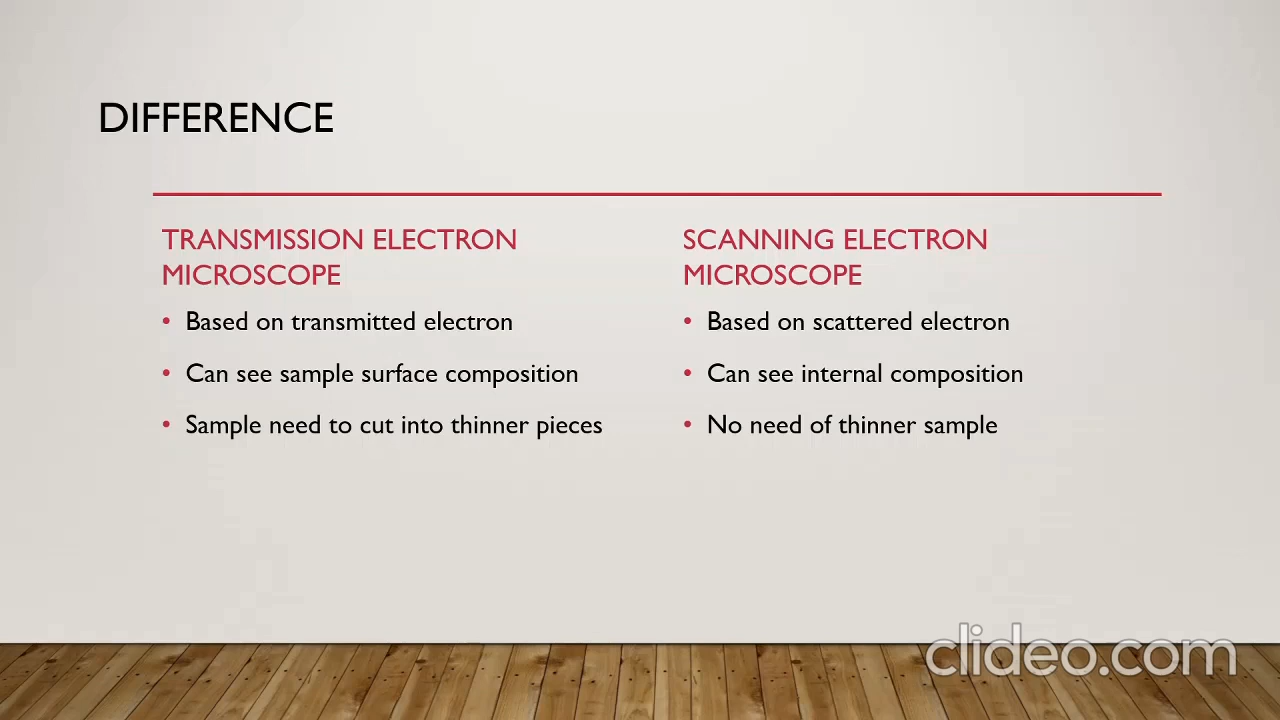 DIFFERENCE
TRANSMISSION ELECTRON
MICROSCOPE
• Based on transmitted electron
• Can see sample surface composition
• Sample need to cut into thinner pieces
SCANNING ELECTRON
MICROSCOPE
• Based on scattered electron
• Can see internal composition
• No need of thinner sample
clideo.com